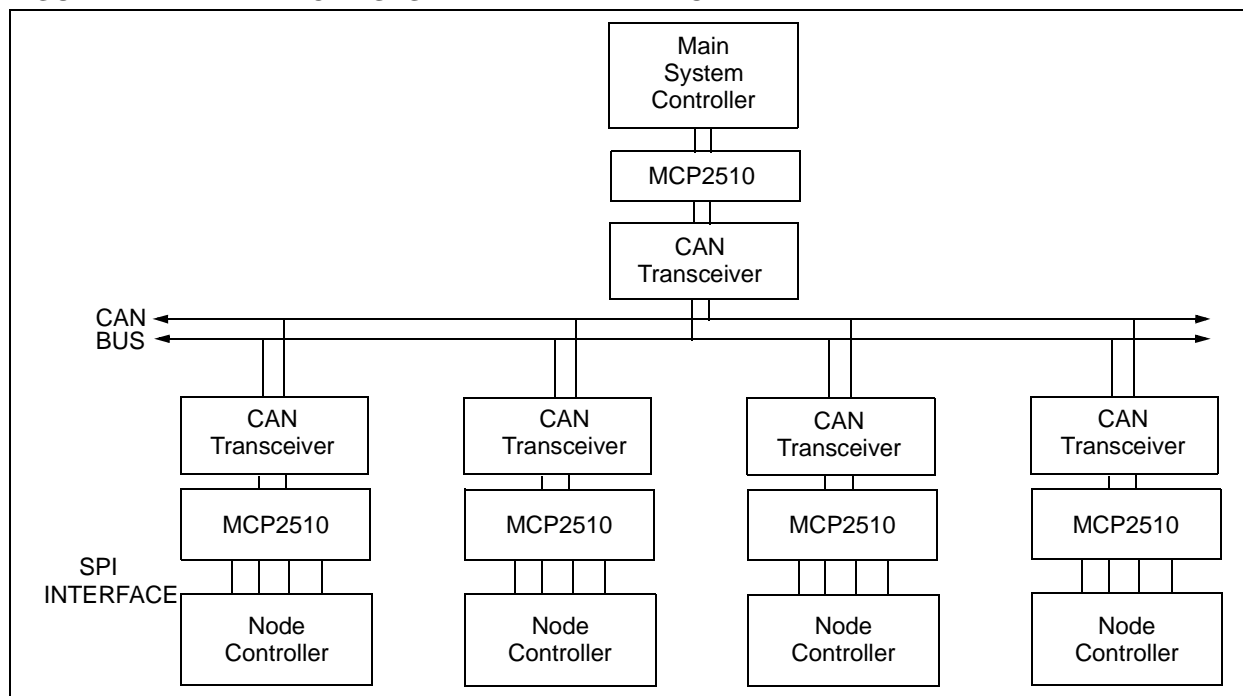 Main
System
Controller
MCP2510
CAN
Transceiver
CAN
BUS
CAN
Transceiver
CAN
Transceiver
CAN
Transceiver
CAN
Transceiver
MCP2510
MCP2510
MCP2510
MCP2510
SPI
INTERFACE
Node
Controller
Node
Controller
Node
Controller
Node
Controller